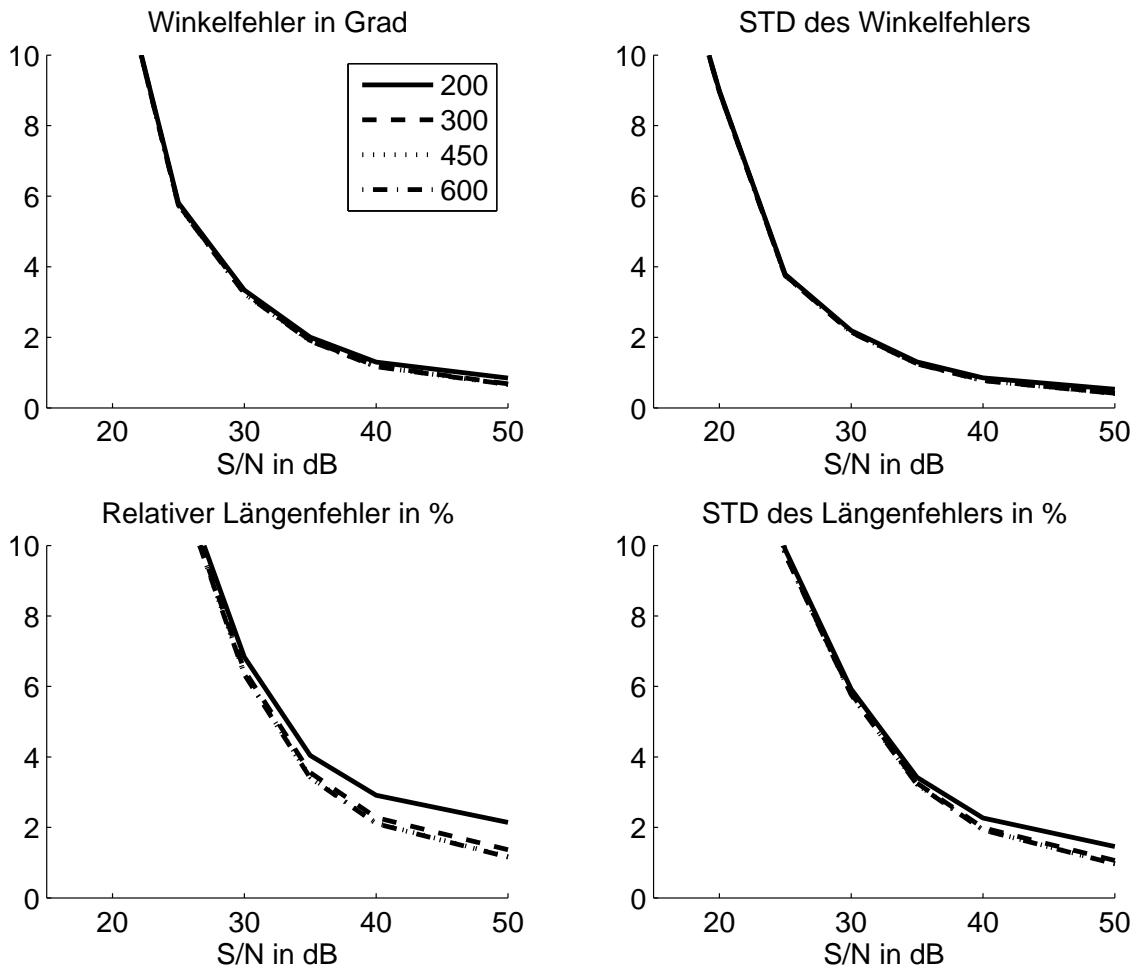 Winkelfehler in Grad
10
8
6
4
2
0
20 30 40 50
S/N in dB
200
300
450
600
STD des Winkelfehlers
10
8
6
4
2
0
20 30 40 50
S/N in dB
Relativer Längenfehler in %
10
8
6
4
2
0
20 30 40 50
S/N in dB
STD des Längenfehlers in %
10
8
6
4
2
0
20 30 40 50
S/N in dB